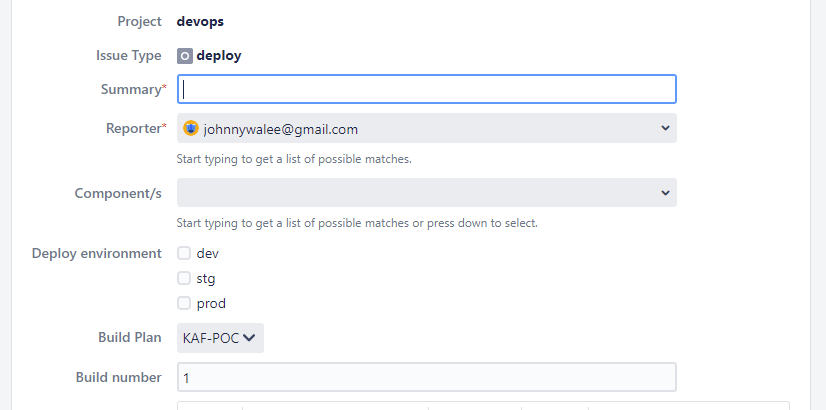 Project devops
Issue Type deploy
Summary*
Reporter* johnnywalee@gmail.com
Start typing to get a list of possible matches.
Component/s
Start typing to get a list of possible matches or press down to select.
Deploy environment dev
stg
prod
Build Plan KAF-POC
Build number 1